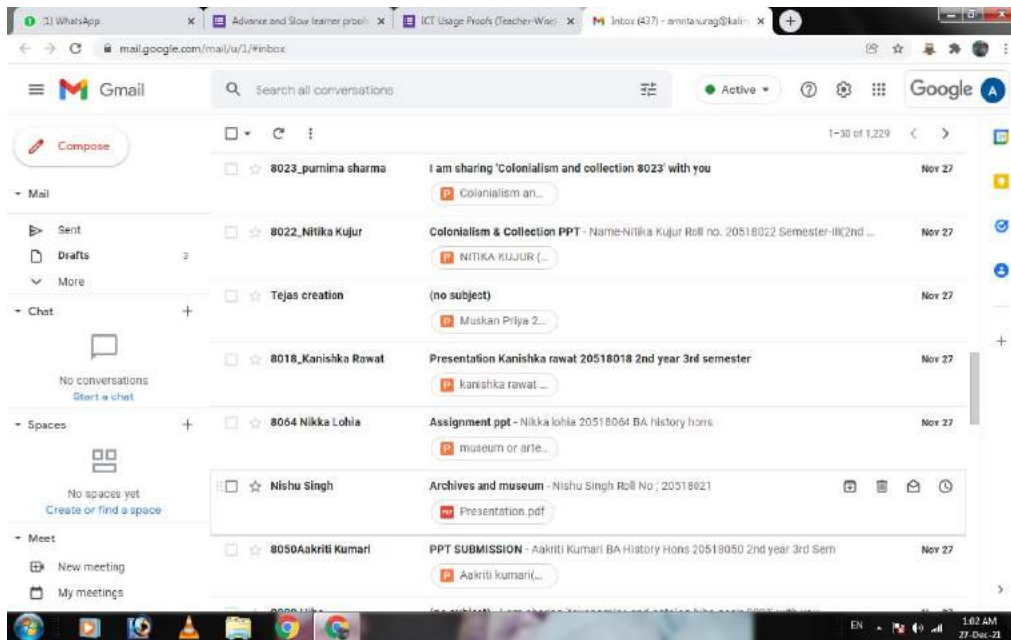 (1) WhatsApp
Advance and Slow learner proofs
ICT Usage Proofs (Teacher-Wise)
Inbox (437) - amritanurag@kalin
mail.google.com/mail/u/1/#inbox
Gmail
Search all conversations
Active
Google
A
Compose
1–50 of 1,229
Mail
Sent
Drafts 3
More
Chat
No conversations
Start a chat
Spaces
No spaces yet
Create or find a space
Meet
New meeting
My meetings
8023_purnima sharma I am sharing 'Colonialism and collection 8023' with you Nov 27
Colonialism an...
8022_Nitika Kujur Colonialism & Collection PPT - Name-Nitika Kujur Roll no. 20518022 Semester-III(2nd ... Nov 27
NITIKA KUJUR (...
Tejas creation (no subject) Nov 27
Muskan Priya 2...
8018_Kanishka Rawat Presentation Kanishka rawat 20518018 2nd year 3rd semester Nov 27
kanishka rawat ...
8064 Nikka Lohia Assignment ppt - Nikka lohia 20518064 BA history hons Nov 27
museum or arte...
Nishu Singh Archives and museum - Nishu Singh Roll No ; 20518021
Presentation.pdf
8050Aakriti Kumari PPT SUBMISSION - Aakriti Kumari BA History Hons 20518050 2nd year 3rd Sem Nov 27
Aakriti kumari(...
EN
1:02 AM
27-Dec-21